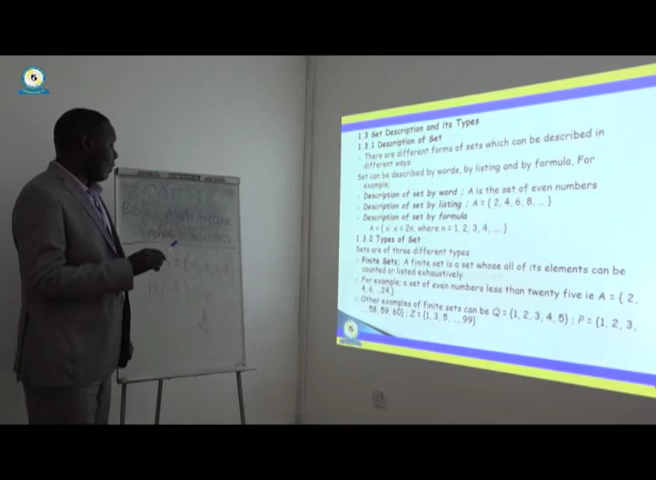 1.3 Set Description and its Types
1.3.1 Description of Set
There are different forms of sets which can be described in
different ways.
Set can be described by words, by listing and by formula. For
example;
Description of set by word ; A is the set of even numbers
Description of set by listing ; A = { 2, 4, 6, 8, .. }
Description of set by formula
A = { x: x = 2n, where n = 1, 2, 3, 4, .... }
1.3.2 Types of Set
Sets are of three different types
Finite Sets; A finite set is a set whose all of its elements can be
counted or listed exhaustively.
For example; a set of even numbers less than twenty five ie A = { 2,
4, 6, ..24}
Other examples of finite sets can be Q = {1, 2, 3, 4, 5} ; P = {1, 2, 3,
... 58, 59, 60} ; Z = {1, 3, 5, .... 99}